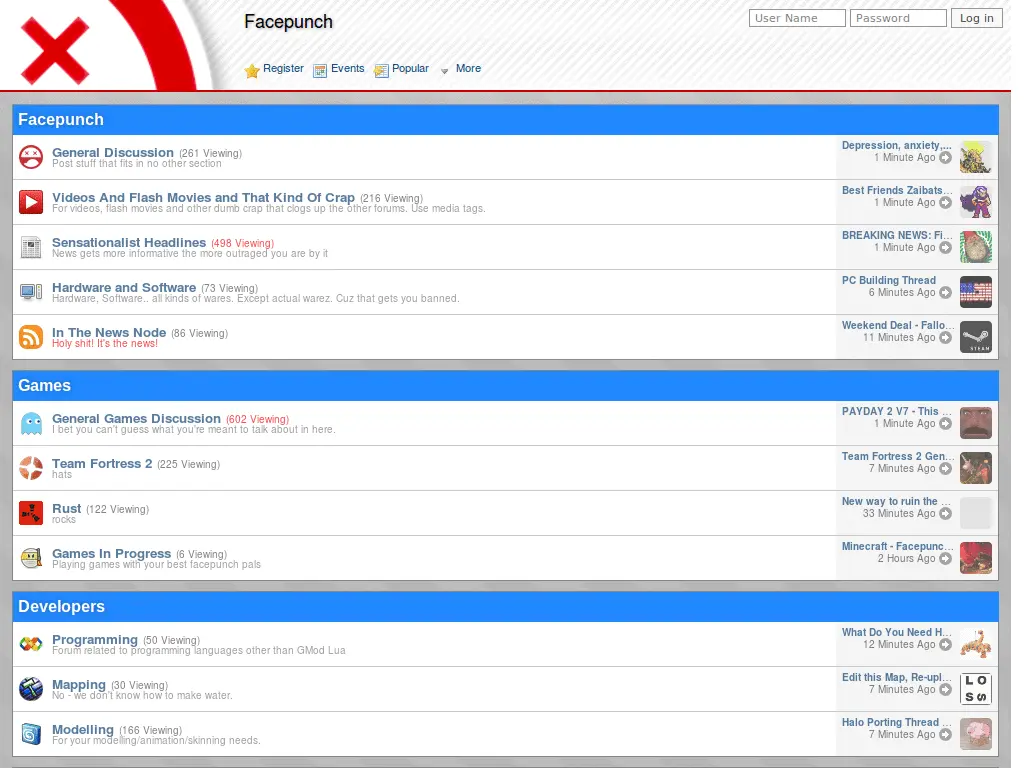 Facepunch
User Name
Password
Log in
Register
Events
Popular
More
Facepunch
General Discussion (261 Viewing)
Post stuff that fits in no other section
Depression, anxiety,...
1 Minute Ago
Videos And Flash Movies and That Kind Of Crap (216 Viewing)
For videos, flash movies and other dumb crap that clogs up the other forums. Use media tags.
Best Friends Zaibats...
1 Minute Ago
Sensationalist Headlines (498 Viewing)
News gets more informative the more outraged you are by it
BREAKING NEWS: Fi...
1 Minute Ago
Hardware and Software (73 Viewing)
Hardware, Software.. all kinds of wares. Except actual warez. Cuz that gets you banned.
PC Building Thread
6 Minutes Ago
In The News Node (86 Viewing)
Holy shit! It's the news!
Weekend Deal - Fallo...
11 Minutes Ago
STEAM
Games
General Games Discussion (602 Viewing)
I bet you can't guess what you're meant to talk about in here.
PAYDAY 2 V7 - This ...
1 Minute Ago
Team Fortress 2 (225 Viewing)
hats
Team Fortress 2 Gen...
7 Minutes Ago
Rust (122 Viewing)
rocks
New way to ruin the ...
33 Minutes Ago
Games In Progress (6 Viewing)
Playing games with your best facepunch pals
Minecraft - Facepunc...
2 Hours Ago
Developers
Programming (50 Viewing)
Forum related to programming languages other than GMod Lua
What Do You Need H...
12 Minutes Ago
Mapping (30 Viewing)
No - we don't know how to make water.
Edit this Map, Re-upl...
7 Minutes Ago
LO
SS
Modelling (166 Viewing)
For your modelling/animation/skinning needs.
Halo Porting Thread ...
7 Minutes Ago